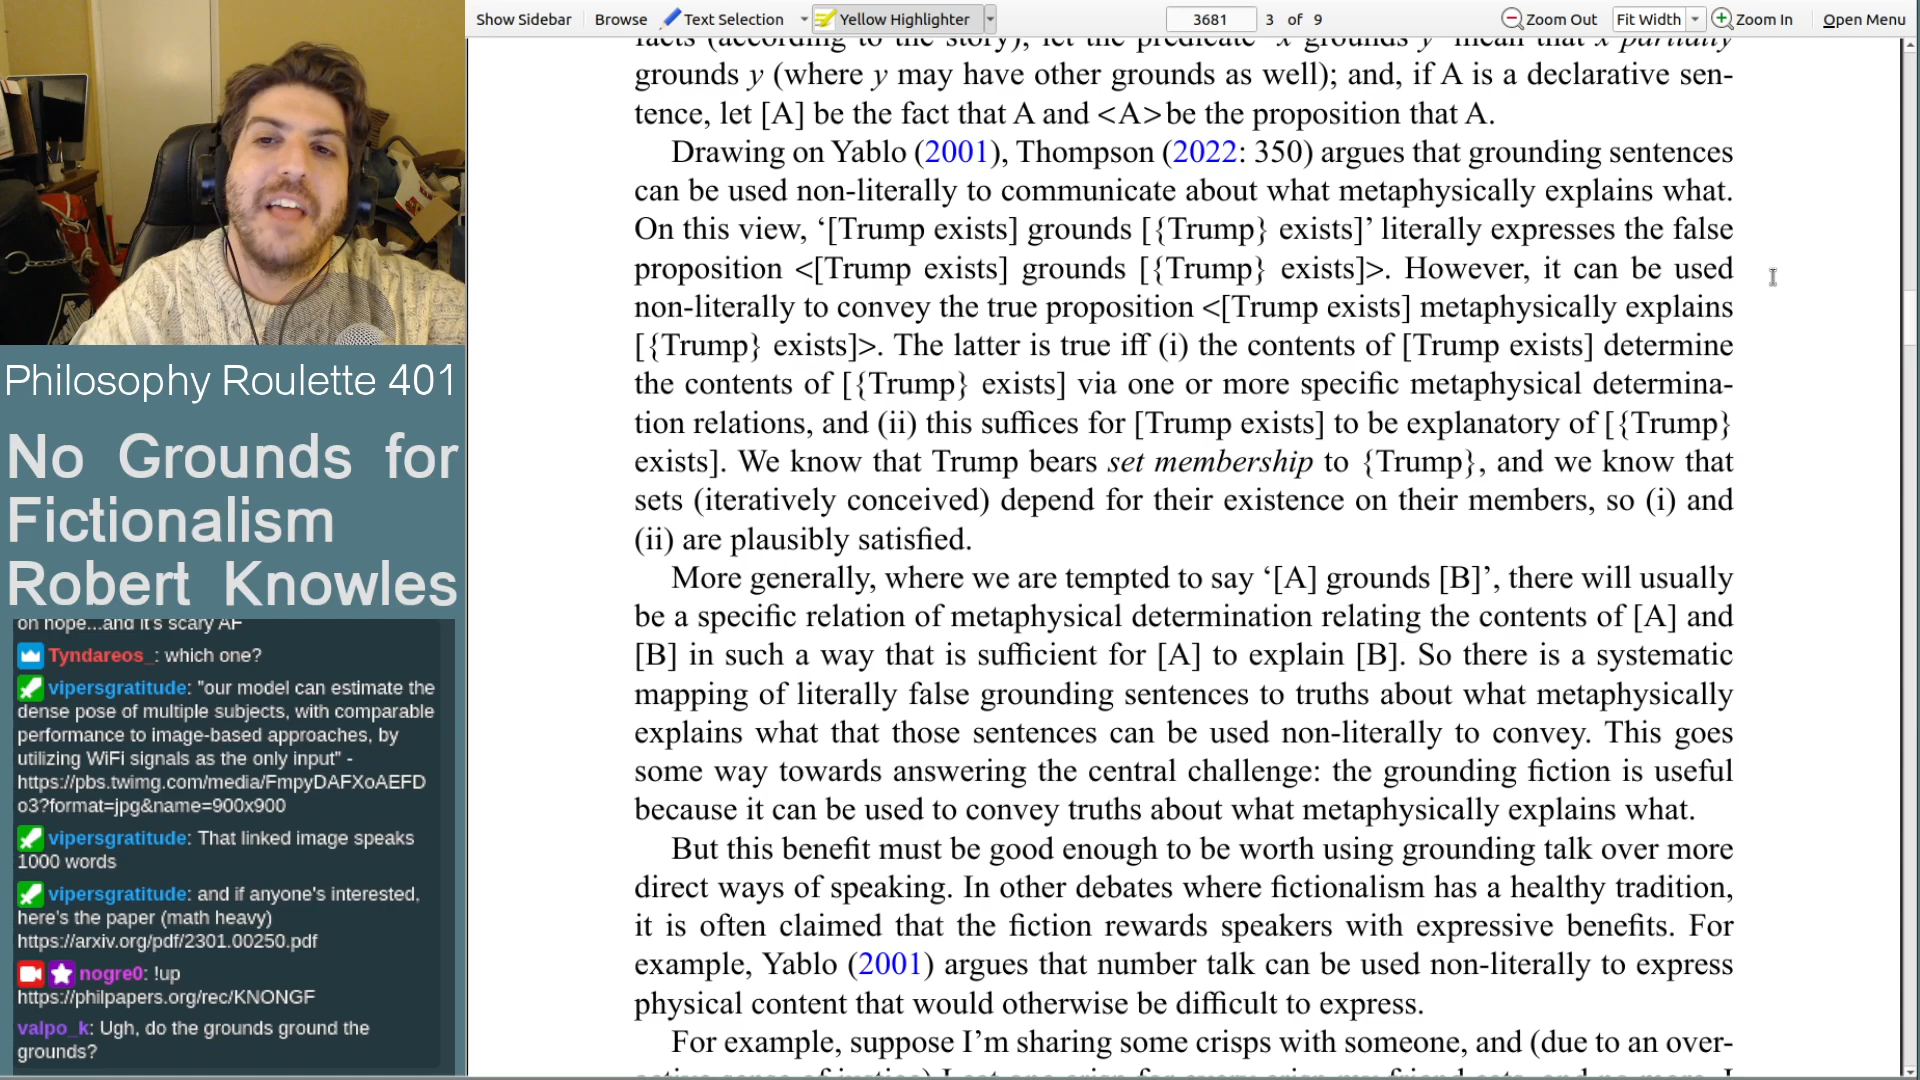 Show Sidebar Browse Text Selection Yellow Highlighter 3681 3 of 9 Zoom Out Fit Width Zoom In Open Menu
facts (according to the story), let the predicate ‘x grounds y’ mean that x partially
grounds y (where y may have other grounds as well); and, if A is a declarative sen-
tence, let [A] be the fact that A and <A> be the proposition that A.
Drawing on Yablo (2001), Thompson (2022: 350) argues that grounding sentences
can be used non-literally to communicate about what metaphysically explains what.
On this view, ‘[Trump exists] grounds [{Trump} exists]’ literally expresses the false
proposition <[Trump exists] grounds [{Trump} exists]>. However, it can be used
non-literally to convey the true proposition <[Trump exists] metaphysically explains
[{Trump} exists]>. The latter is true iff (i) the contents of [Trump exists] determine
the contents of [{Trump} exists] via one or more specific metaphysical determina-
tion relations, and (ii) this suffices for [Trump exists] to be explanatory of [{Trump}
exists]. We know that Trump bears set membership to {Trump}, and we know that
sets (iteratively conceived) depend for their existence on their members, so (i) and
(ii) are plausibly satisfied.
More generally, where we are tempted to say ‘[A] grounds [B]’, there will usually
be a specific relation of metaphysical determination relating the contents of [A] and
[B] in such a way that is sufficient for [A] to explain [B]. So there is a systematic
mapping of literally false grounding sentences to truths about what metaphysically
explains what that those sentences can be used non-literally to convey. This goes
some way towards answering the central challenge: the grounding fiction is useful
because it can be used to convey truths about what metaphysically explains what.
But this benefit must be good enough to be worth using grounding talk over more
direct ways of speaking. In other debates where fictionalism has a healthy tradition,
it is often claimed that the fiction rewards speakers with expressive benefits. For
example, Yablo (2001) argues that number talk can be used non-literally to express
physical content that would otherwise be difficult to express.
For example, suppose I’m sharing some crisps with someone, and (due to an over-
Philosophy Roulette 401
No Grounds for
Fictionalism
Robert Knowles
on hope...and it's scary AF
Tyndareos_: which one?
vipersgratitude: "our model can estimate the
dense pose of multiple subjects, with comparable
performance to image-based approaches, by
utilizing WiFi signals as the only input" -
https://pbs.twimg.com/media/FmpyDAFXoAEFD
o3?format=jpg&name=900x900
vipersgratitude: That linked image speaks
1000 words
vipersgratitude: and if anyone's interested,
here's the paper (math heavy)
https://arxiv.org/pdf/2301.00250.pdf
nogre0: !up
https://philpapers.org/rec/KNONGF
valpo_k: Ugh, do the grounds ground the
grounds?